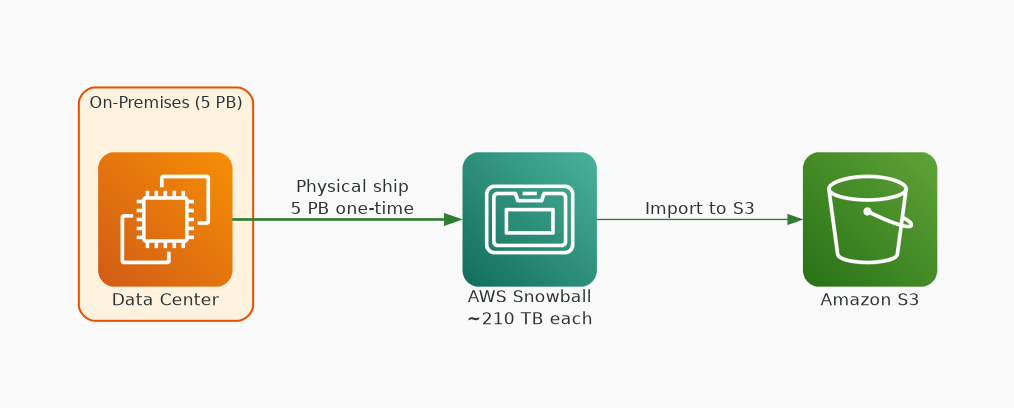 On-Premises (5 PB)
Physical ship
5 PB one-time
Import to S3
Data Center
AWS Snowball
~210 TB each
Amazon S3